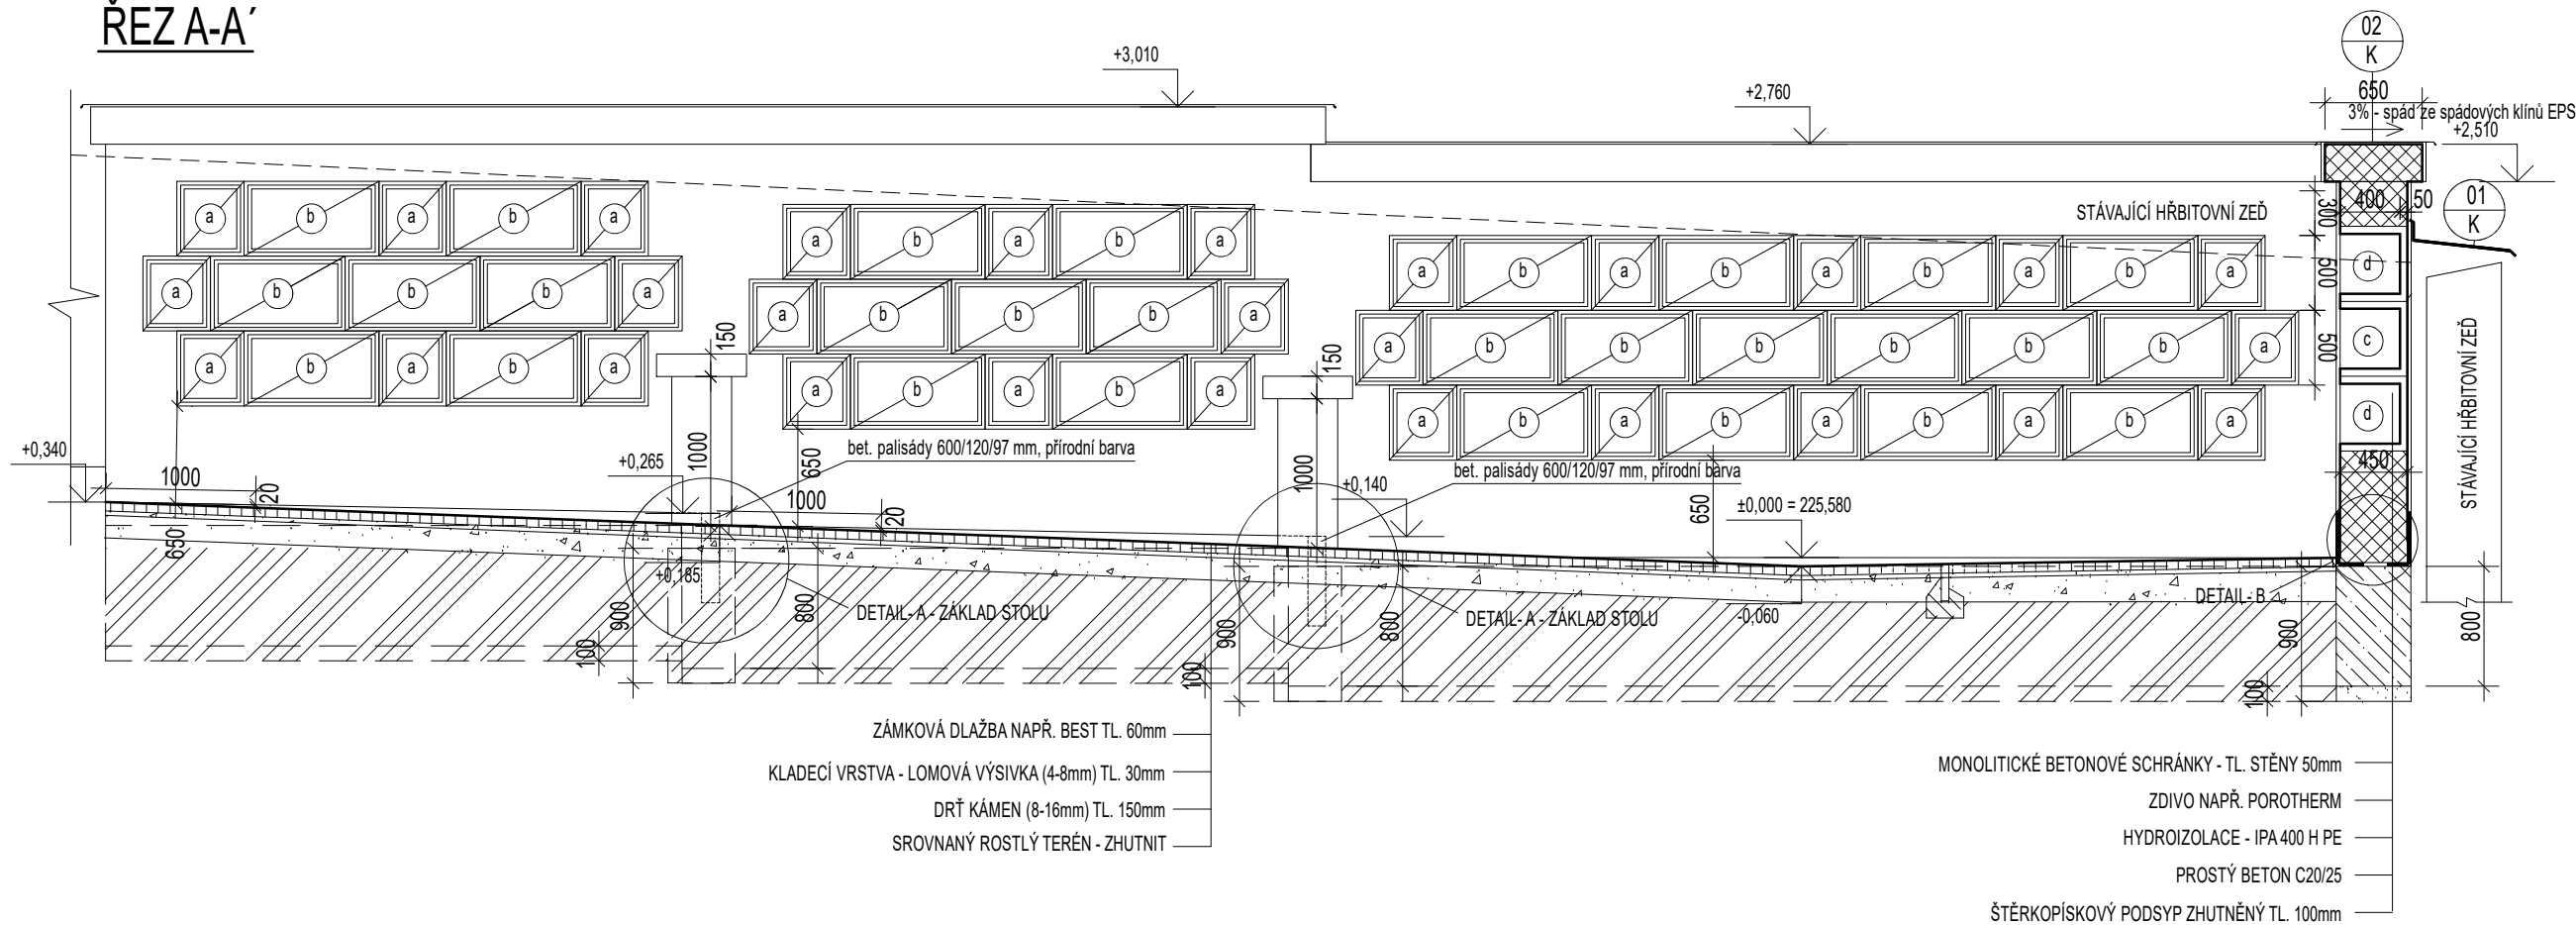 ŘEZ A-A´
+3,010
+2,760
02
K
650
3% - spád ze spádových klínů EPS
+2,510
STÁVAJÍCÍ HŘBITOVNÍ ZEĎ
300
400
50
01
K
a b a b a
a b b b a
a b a b a
a b a b a
a b b b a
a b a b a
a b a b a b a b a
a b b b b b b a
a b a b a b a b a
500
500
d
c
d
450
STÁVAJÍCÍ HŘBITOVNÍ ZEĎ
150
150
1000
1000
+0,340
1000
20
650
+0,265
bet. palisády 600/120/97 mm, přírodní barva
650
1000
20
+0,140
bet. palisády 600/120/97 mm, přírodní barva
650
±0,000 = 225,580
+0,185
DETAIL- A - ZÁKLAD STOLU
900
100
800
DETAIL- A - ZÁKLAD STOLU
900
100
800
-0,060
DETAIL - B
900
100
800
ZÁMKOVÁ DLAŽBA NAPŘ. BEST TL. 60mm
KLADECÍ VRSTVA - LOMOVÁ VÝSIVKA (4-8mm) TL. 30mm
DRŤ KÁMEN (8-16mm) TL. 150mm
SROVNANÝ ROSTLÝ TERÉN - ZHUTNIT
MONOLITICKÉ BETONOVÉ SCHRÁNKY - TL. STĚNY 50mm
ZDIVO NAPŘ. POROTHERM
HYDROIZOLACE - IPA 400 H PE
PROSTÝ BETON C20/25
ŠTĚRKOPÍSKOVÝ PODSYP ZHUTNĚNÝ TL. 100mm